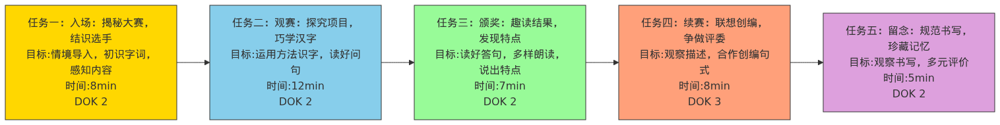 任务一：入场：揭秘大赛，
结识选手
目标:情境导入，初识字词，
感知内容
时间:8min
DOK 2
任务二：观赛：探究项目，
巧学汉字
目标:运用方法识字，读好问
句
时间:12min
DOK 2
任务三：颁奖：趣读结果，
发现特点
目标:读好答句，多样朗读，
说出特点
时间:7min
DOK 2
任务四：续赛：联想创编，
争做评委
目标:观察描述，合作创编句
式
时间:8min
DOK 3
任务五：留念：规范书写，
珍藏记忆
目标:观察书写，多元评价
时间:5min
DOK 2